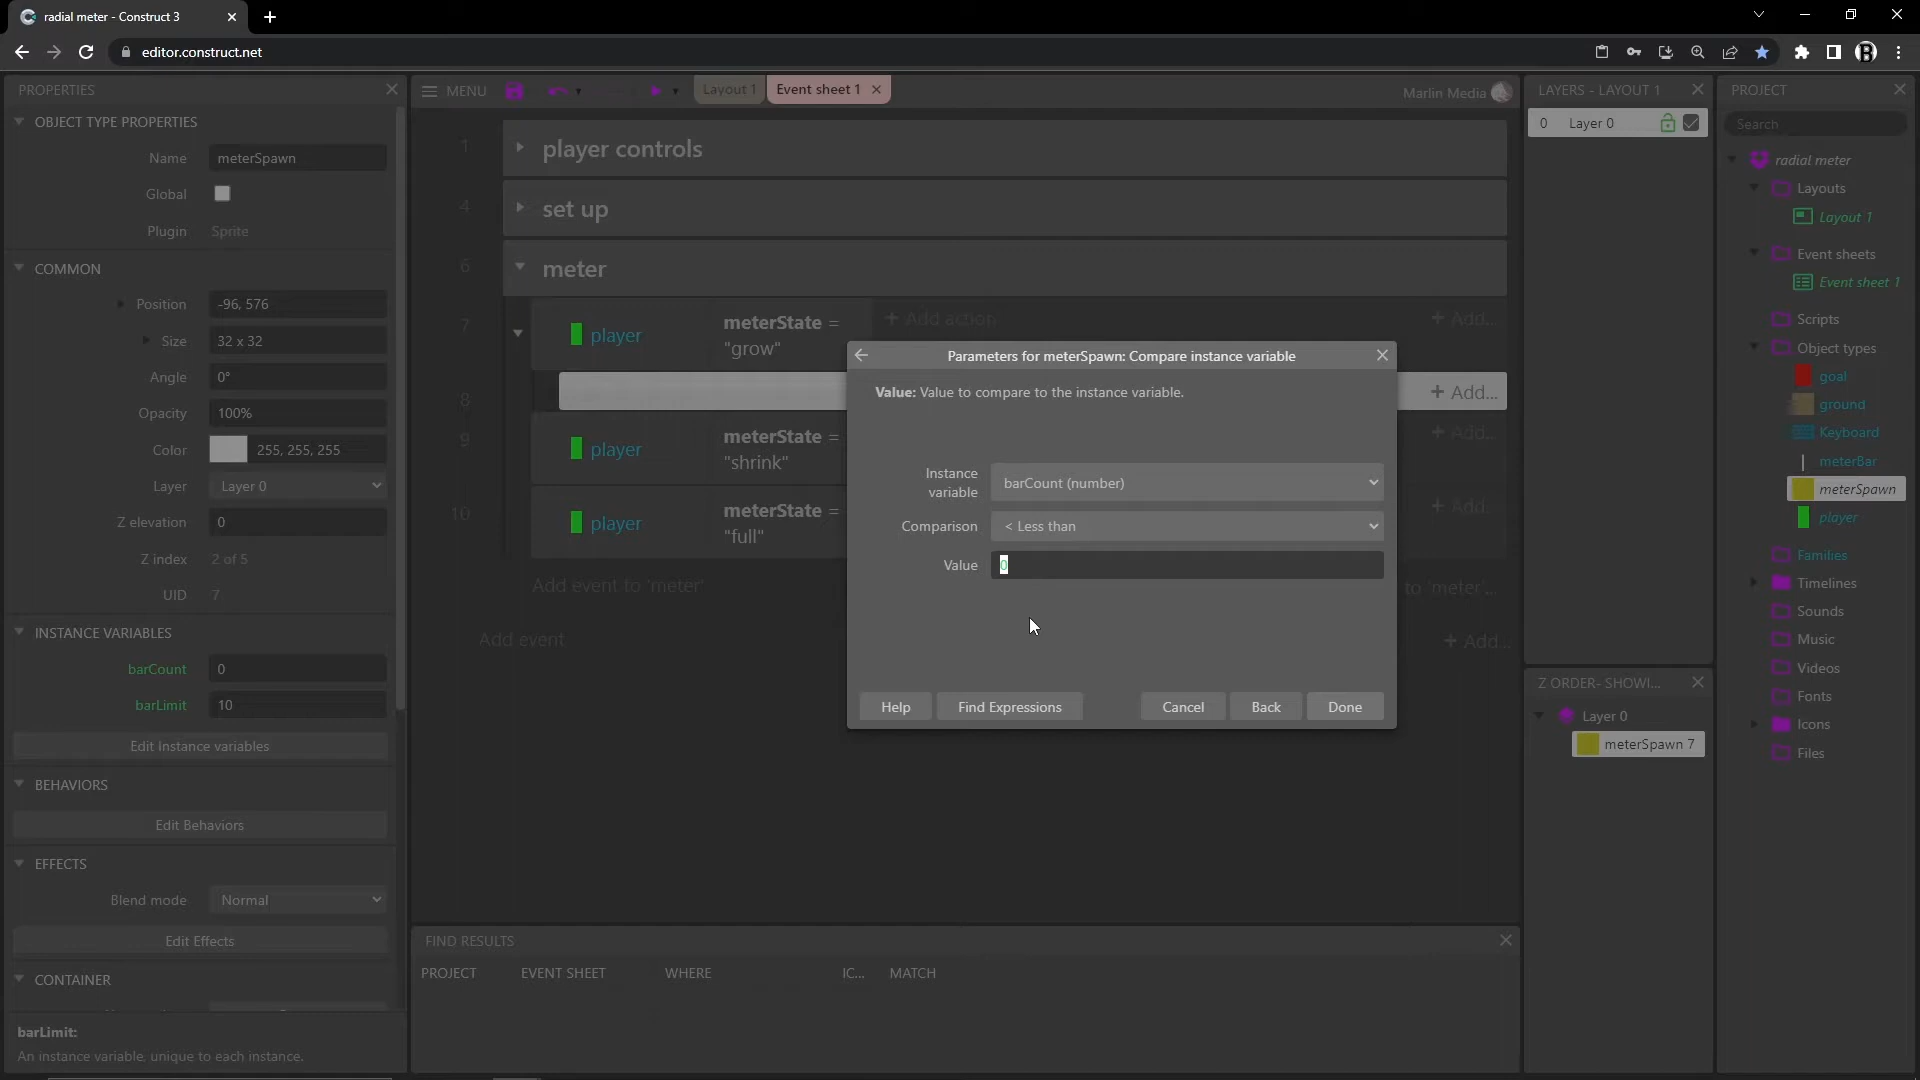 radial meter - Construct 3
editor.construct.net
PROPERTIES
OBJECT TYPE PROPERTIES
Name meterSpawn
Global
Plugin Sprite
COMMON
Position -96, 576
Size 32 x 32
Angle 0°
Opacity 100%
Color 255, 255, 255
Layer Layer 0
Z elevation 0
Z index 2 of 5
UID 7
INSTANCE VARIABLES
barCount 0
barLimit 10
Edit Instance variables
BEHAVIORS
Edit Behaviors
EFFECTS
Blend mode Normal
Edit Effects
CONTAINER
barLimit:
An instance variable, unique to each instance.
MENU
Layout 1
Event sheet 1
Marlin Media
1 player controls
4 set up
6 meter
7 player meterState = "grow"
+ Add action
+ Add...
8
+ Add...
9 player meterState = "shrink"
+ Add...
10 player meterState = "full"
+ Add...
Add event to 'meter'
to 'meter'...
Add event
+ Add...
Parameters for meterSpawn: Compare instance variable
Value: Value to compare to the instance variable.
Instance variable barCount (number)
Comparison < Less than
Value 0
Help
Find Expressions
Cancel
Back
Done
FIND RESULTS
PROJECT EVENT SHEET WHERE IC... MATCH
LAYERS - LAYOUT 1
0 Layer 0
Z ORDER- SHOWI...
Layer 0
meterSpawn 7
PROJECT
Search
radial meter
Layouts
Layout 1
Event sheets
Event sheet 1
Scripts
Object types
goal
ground
Keyboard
meterBar
meterSpawn
player
Families
Timelines
Sounds
Music
Videos
Fonts
Icons
Files